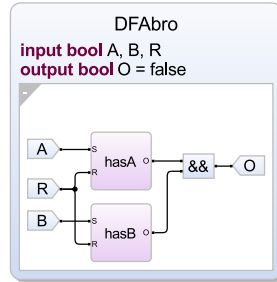 DFAbro
input bool A, B, R
output bool O = false
-
A
S
hasA
O
R
&&
O
R
B
S
hasB
O
R